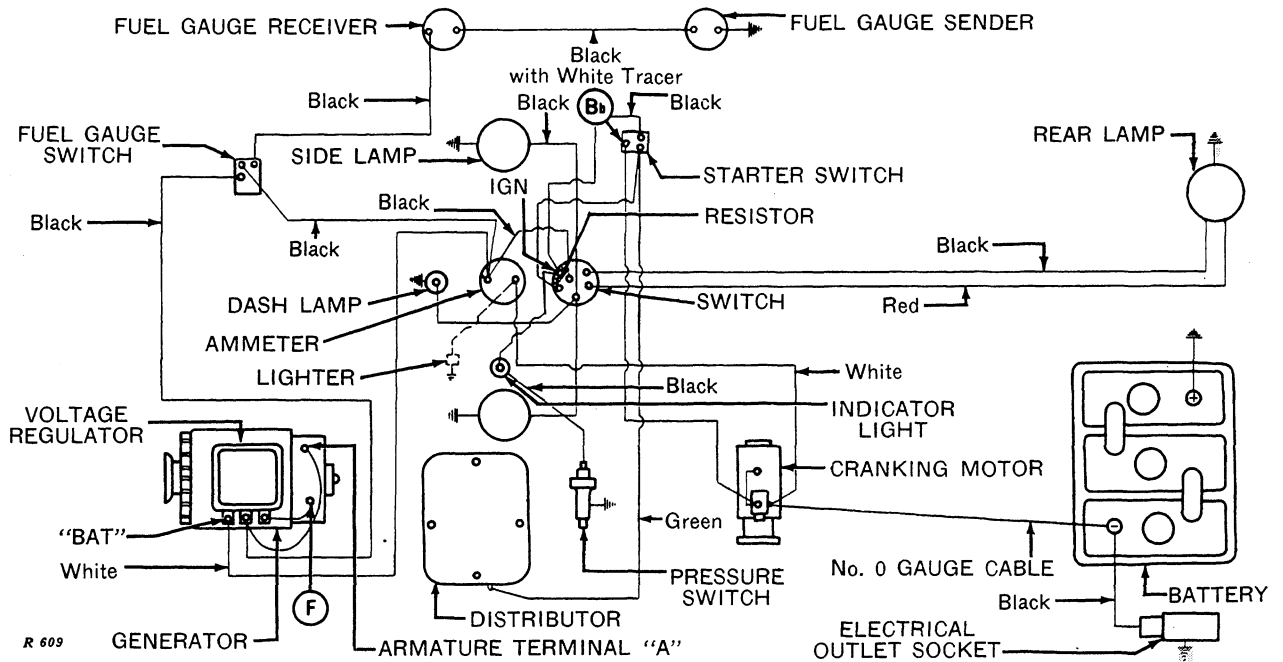 FUEL GAUGE RECEIVER
FUEL GAUGE SENDER
Black
with White Tracer
Black
Black
Bb
Black
FUEL GAUGE
SWITCH
SIDE LAMP
REAR LAMP
STARTER SWITCH
IGN
Black
RESISTOR
Black
Black
Black
DASH LAMP
SWITCH
Red
AMMETER
LIGHTER
White
Black
INDICATOR
LIGHT
VOLTAGE
REGULATOR
CRANKING MOTOR
"BAT"
Green
White
No. 0 GAUGE CABLE
PRESSURE
SWITCH
BATTERY
Black
F
DISTRIBUTOR
ELECTRICAL
OUTLET SOCKET
R 609
GENERATOR
ARMATURE TERMINAL "A"